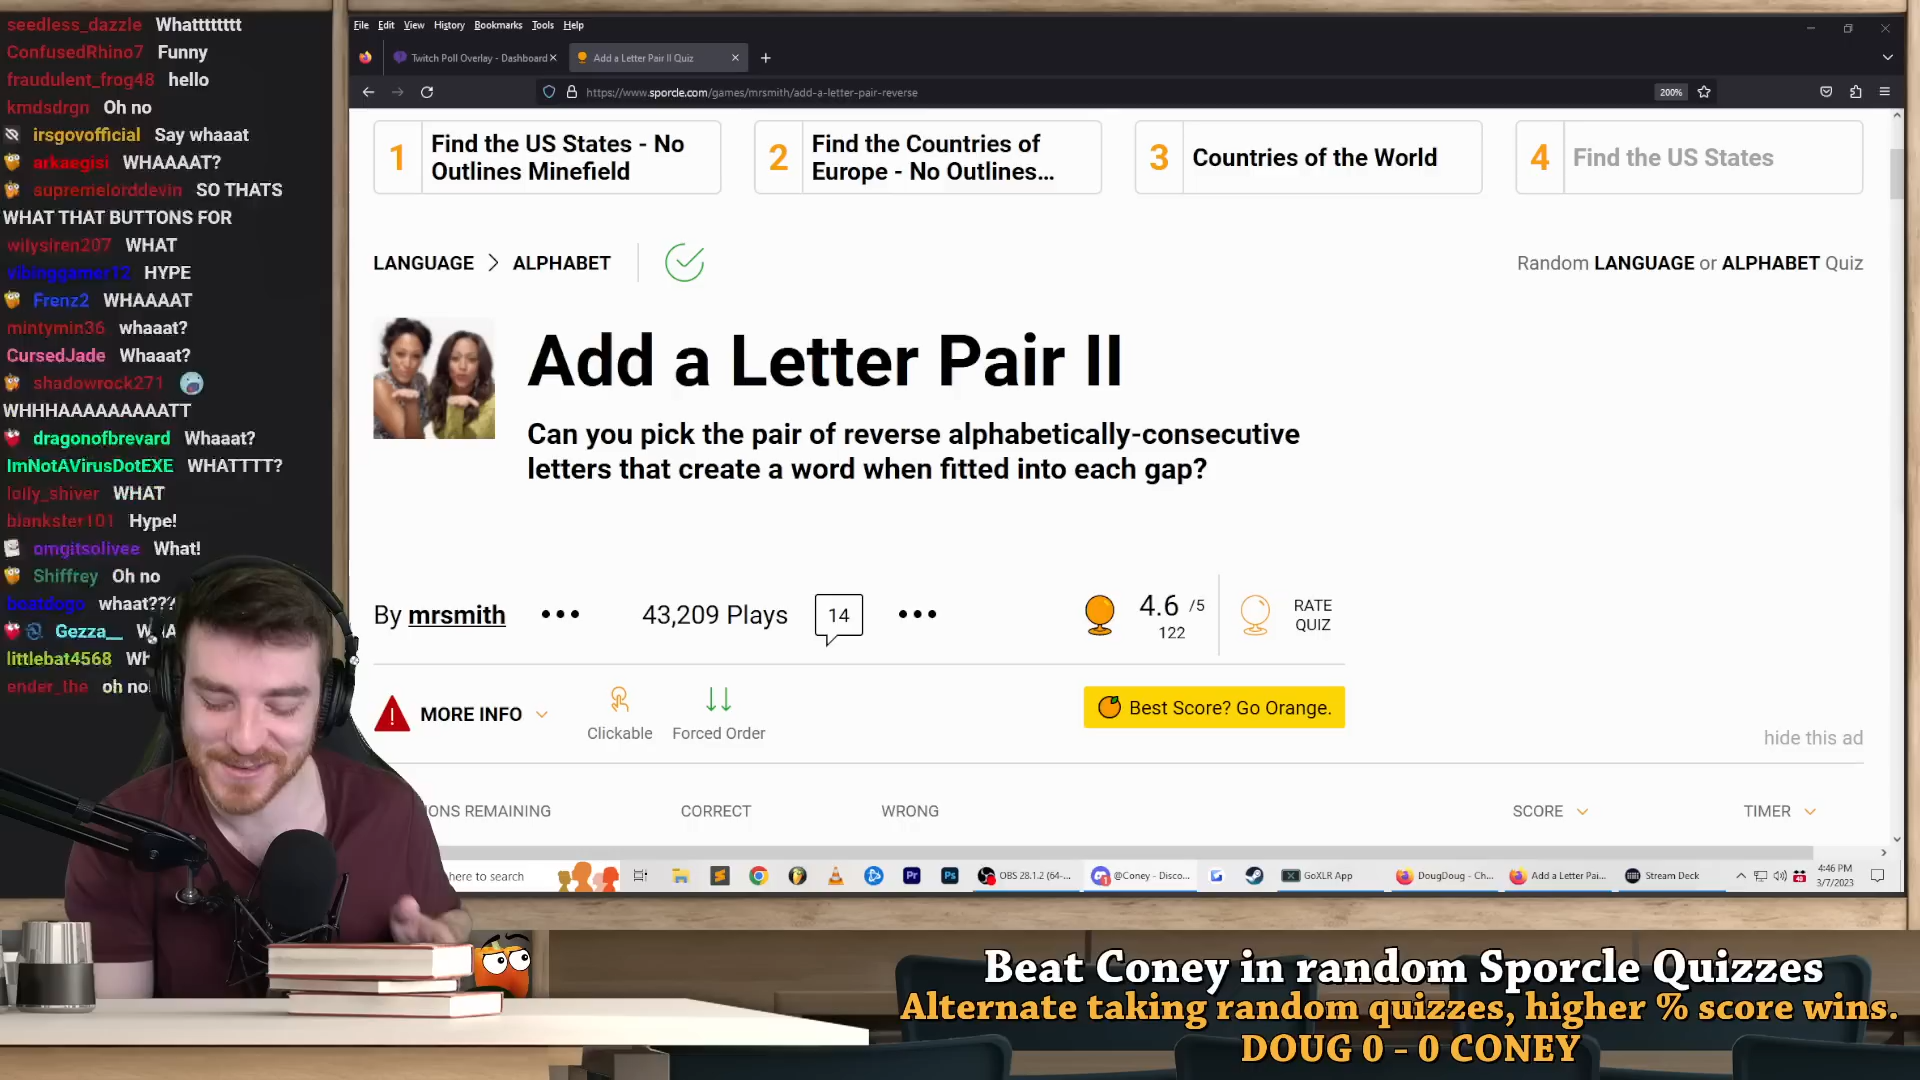 seedless_dazzle Whatttttttt
ConfusedRhino7 Funny
fraudulent_frog48 hello
kmdsdrgn Oh no
irsgovofficial Say whaaat
arkaegisi WHAAAAT?
supremelorddevin SO THATS
WHAT THAT BUTTONS FOR
wilysiren207 WHAT
vibinggamer12 HYPE
Frenz2 WHAAAAT
mintymin36 whaaat?
CursedJade Whaaat?
shadowrock271
WHHHAAAAAAAAATT
dragonofbrevard Whaaat?
ImNotAVirusDotEXE WHATTTT?
lolly_shiver WHAT
blankster101 Hype!
omgitsolivee What!
Shiffrey Oh no
boatdogo whaat???
Gezza__
littlebat4568 Wh
ender_the oh no
File Edit View History Bookmarks Tools Help
Twitch Poll Overlay - Dashboard
Add a Letter Pair II Quiz
https://www.sporcle.com/games/mrsmith/add-a-letter-pair-reverse
200%
1 Find the US States - No
Outlines Minefield
2 Find the Countries of
Europe - No Outlines...
3 Countries of the World
4 Find the US States
LANGUAGE > ALPHABET
Random LANGUAGE or ALPHABET Quiz
Add a Letter Pair II
Can you pick the pair of reverse alphabetically-consecutive
letters that create a word when fitted into each gap?
By mrsmith ••• 43,209 Plays 14 •••
4.6 /5
122
RATE
QUIZ
! MORE INFO
Clickable
Forced Order
Best Score? Go Orange.
hide this ad
ONS REMAINING
CORRECT
WRONG
SCORE
TIMER
here to search
Pr
Ps
OBS 28.1.2 (64-...
@Coney - Disco...
GoXLR App
DougDoug - Ch...
Add a Letter Pai...
Stream Deck
4:46 PM
3/7/2023
Beat Coney in random Sporcle Quizzes
Alternate taking random quizzes, higher % score wins.
DOUG 0 - 0 CONEY